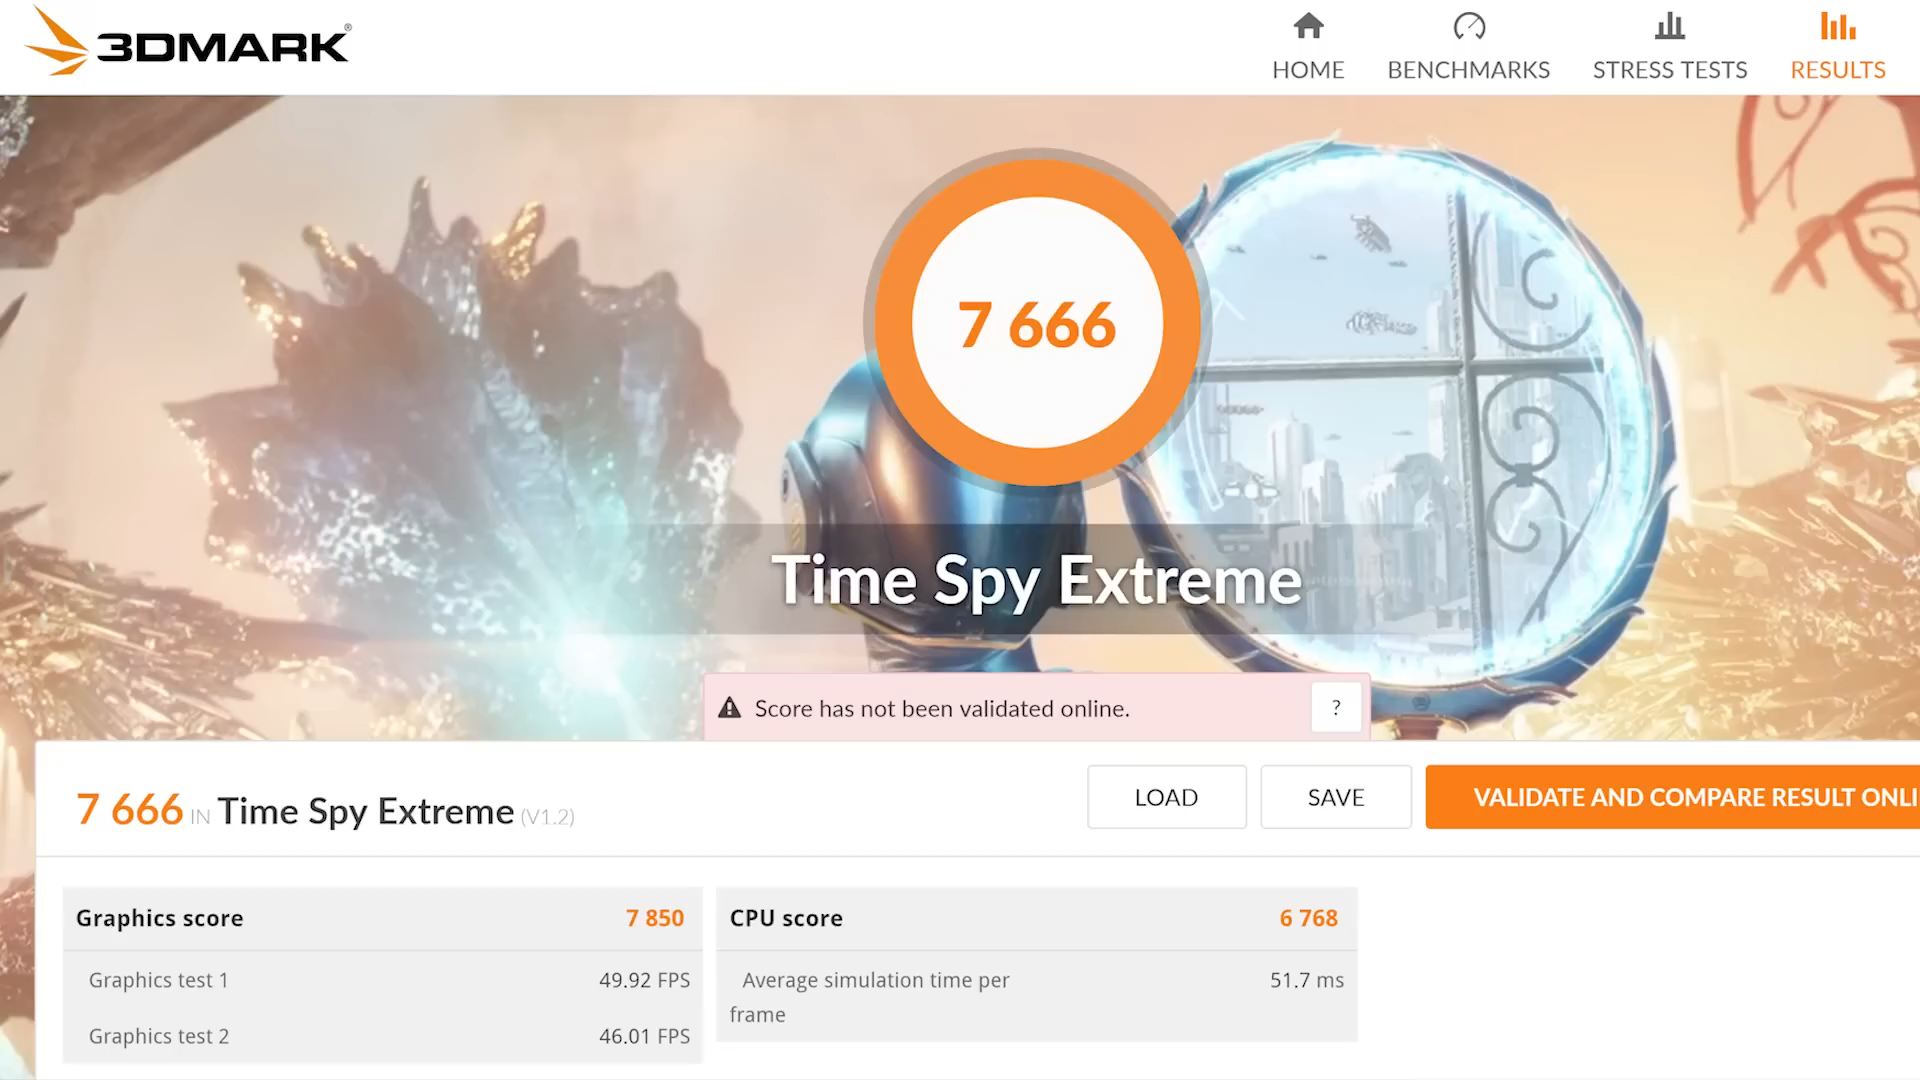 3DMARK®
HOME
BENCHMARKS
STRESS TESTS
RESULTS
7 666
Time Spy Extreme
Score has not been validated online.
?
7 666 IN Time Spy Extreme (V1.2)
LOAD
SAVE
VALIDATE AND COMPARE RESULT ONLI
Graphics score 7 850
Graphics test 1 49.92 FPS
Graphics test 2 46.01 FPS
CPU score 6 768
Average simulation time per 51.7 ms
frame